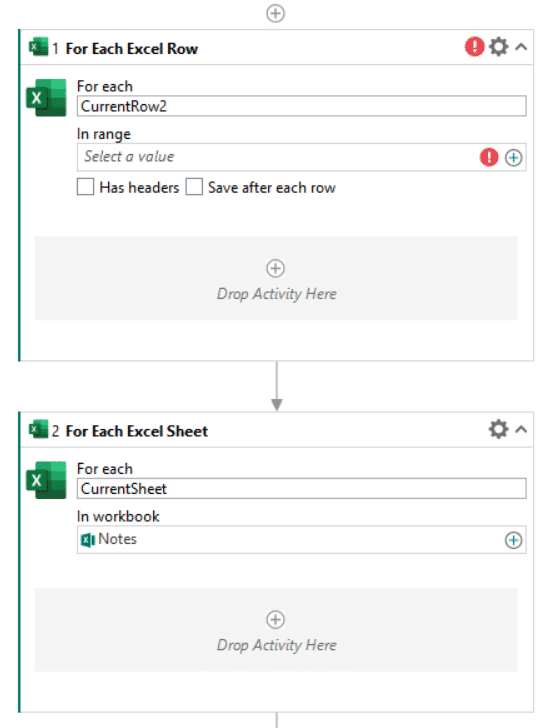 1 For Each Excel Row
For each
CurrentRow2
In range
Select a value
Has headers Save after each row
Drop Activity Here
2 For Each Excel Sheet
For each
CurrentSheet
In workbook
Notes
Drop Activity Here